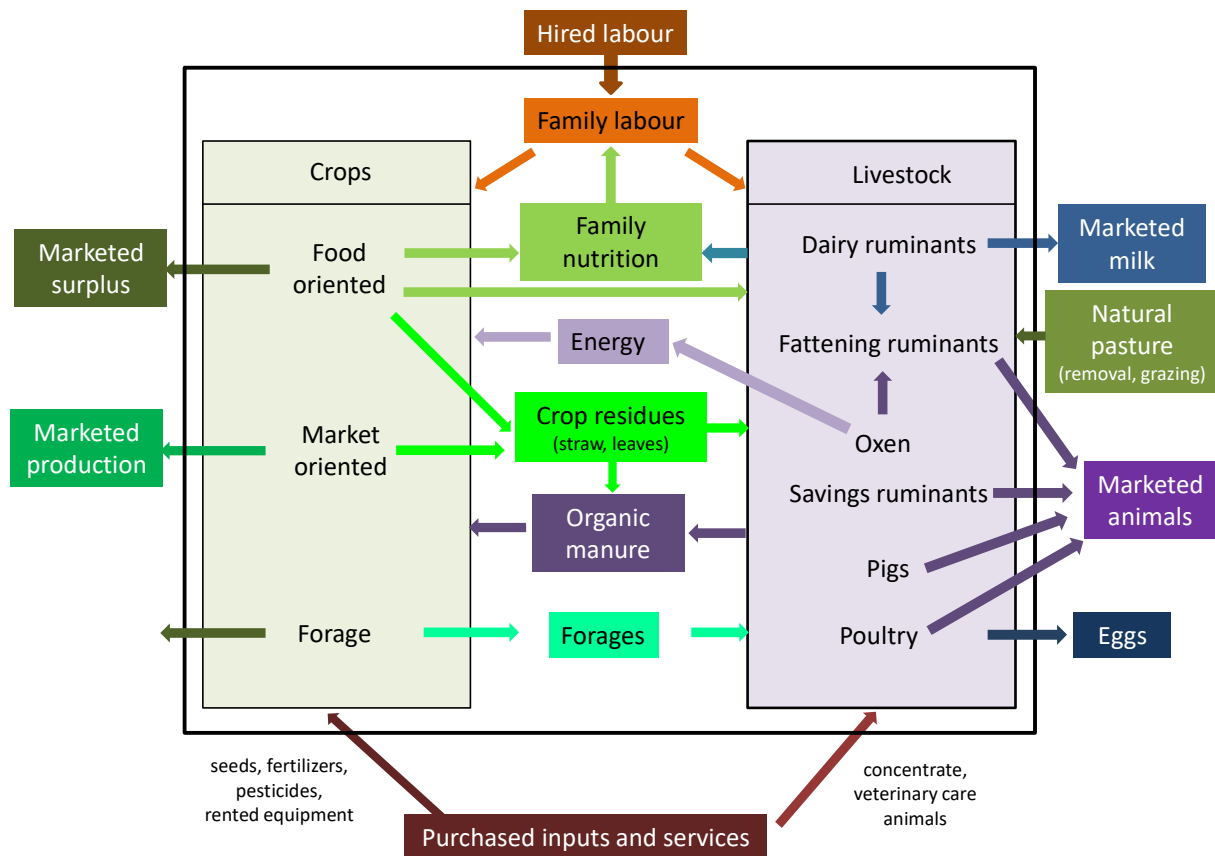 Hired labour
Family labour
Crops
Livestock
Marketed
surplus
Food
oriented
Family
nutrition
Dairy ruminants
Marketed
milk
Energy
Fattening ruminants
Natural
pasture
(removal, grazing)
Marketed
production
Market
oriented
Crop residues
(straw, leaves)
Oxen
Savings ruminants
Marketed
animals
Organic
manure
Pigs
Forage
Forages
Poultry
Eggs
seeds, fertilizers,
pesticides,
rented equipment
concentrate,
veterinary care
animals
Purchased inputs and services